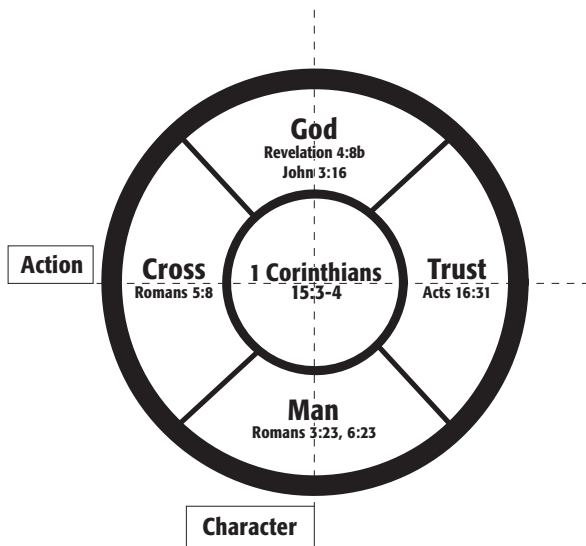 God
Revelation 4:8b
John 3:16
Action
Cross
Romans 5:8
1 Corinthians
15:3-4
Trust
Acts 16:31
Man
Romans 3:23, 6:23
Character